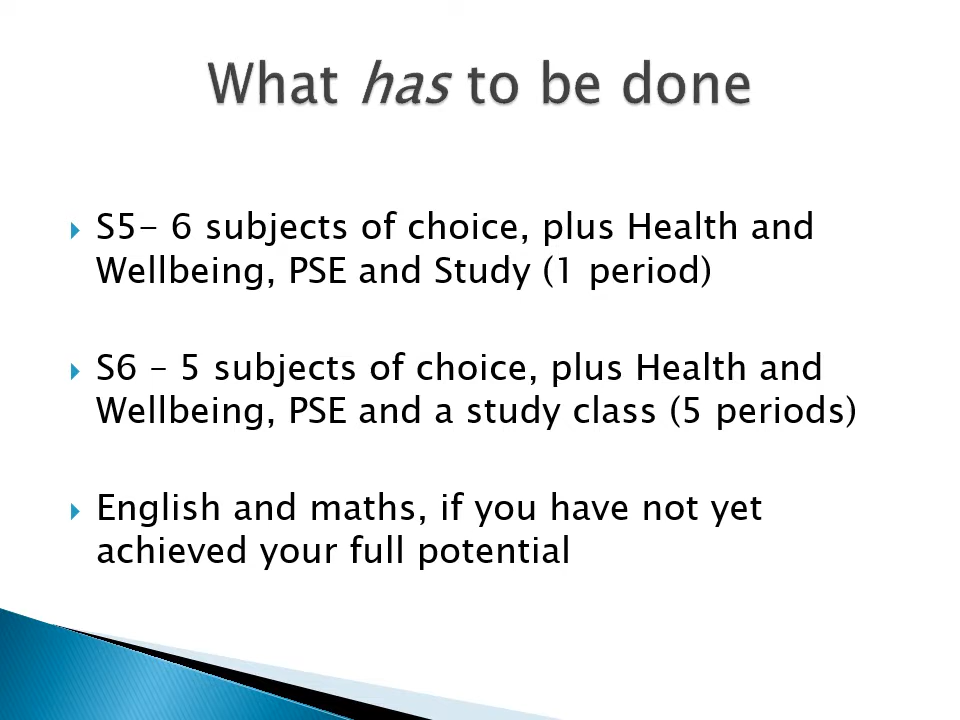 What has to be done
S5- 6 subjects of choice, plus Health and
Wellbeing, PSE and Study (1 period)
S6 – 5 subjects of choice, plus Health and
Wellbeing, PSE and a study class (5 periods)
English and maths, if you have not yet
achieved your full potential